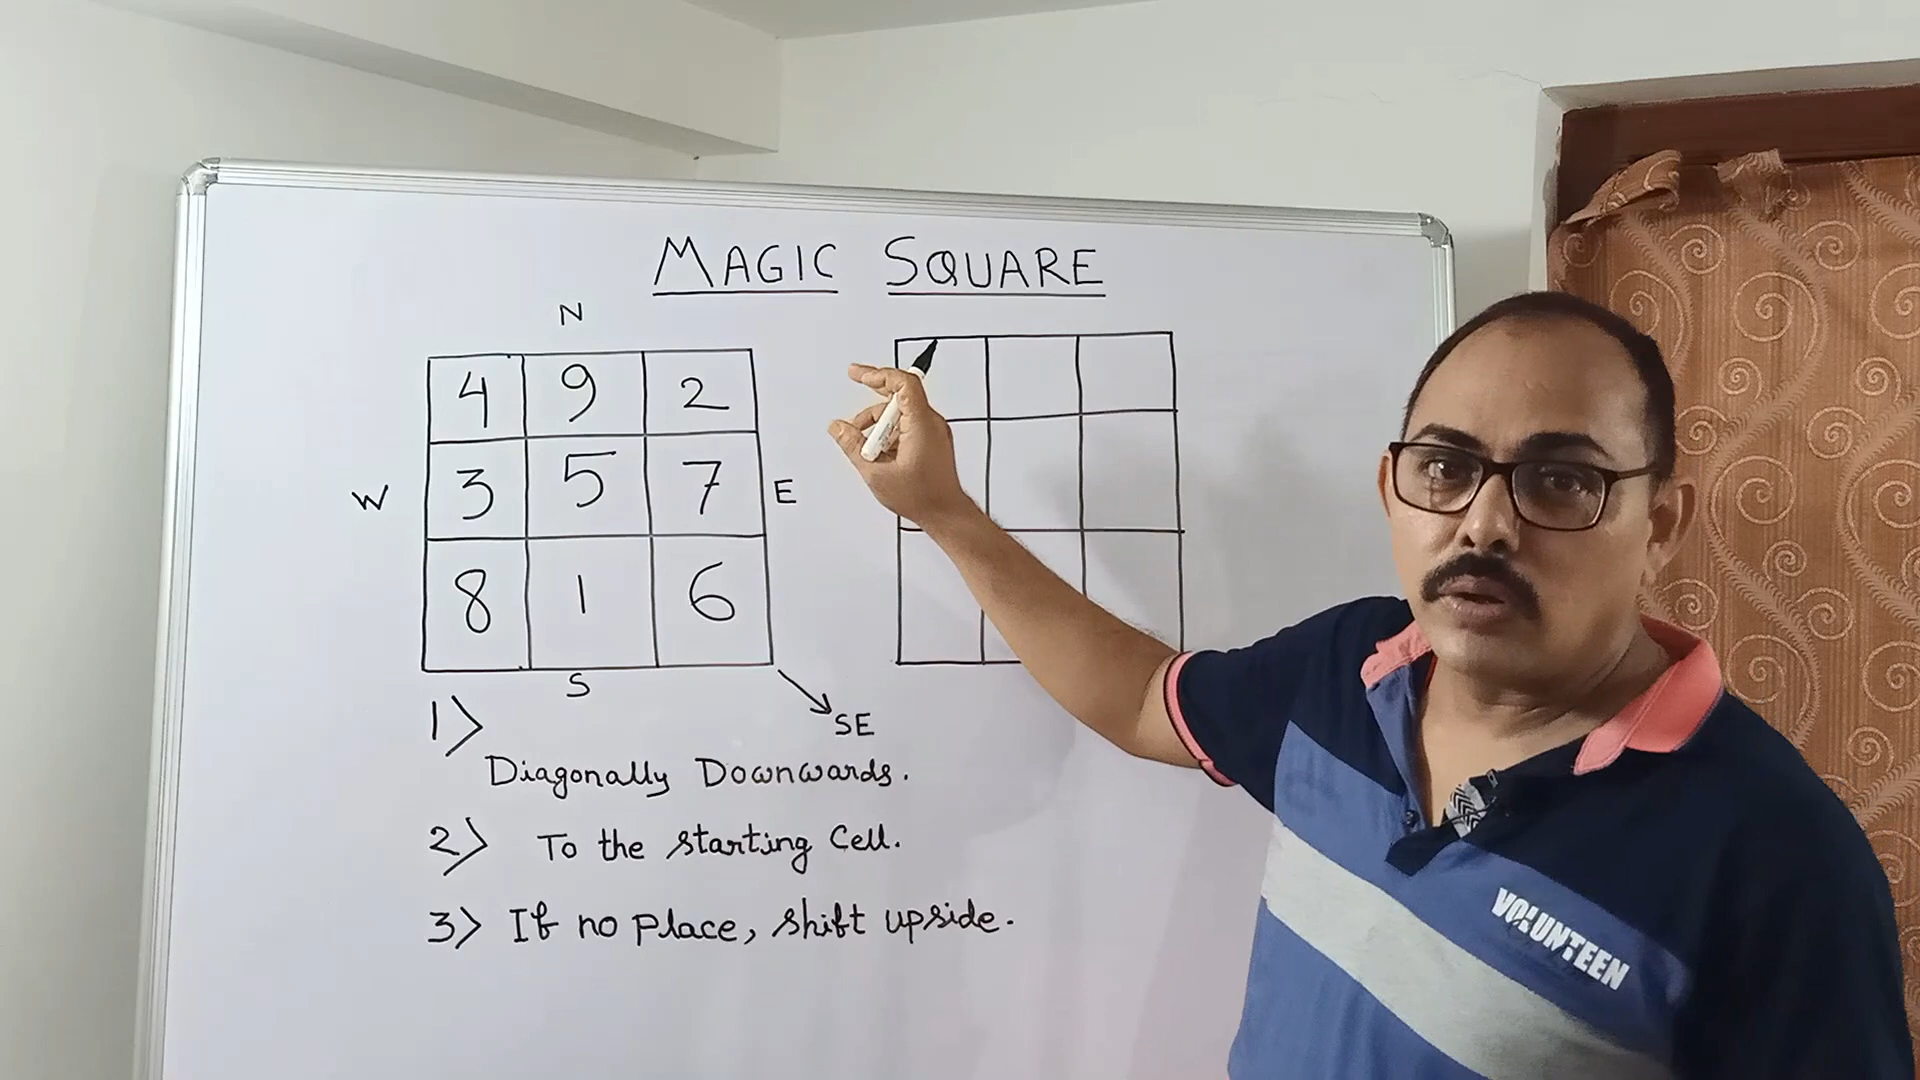 MAGIC SQUARE
N
4 9 2
W 3 5 7 E
8 1 6
S
SE
1>
Diagonally Downwards.
2> To the starting Cell.
3> If no place, shift upside.
VOLUNTEEN